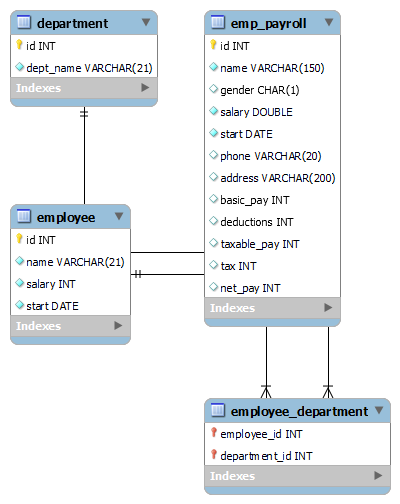 department
id INT
dept_name VARCHAR(21)
Indexes
emp_payroll
id INT
name VARCHAR(150)
gender CHAR(1)
salary DOUBLE
start DATE
phone VARCHAR(20)
address VARCHAR(200)
basic_pay INT
deductions INT
taxable_pay INT
tax INT
net_pay INT
Indexes
employee
id INT
name VARCHAR(21)
salary INT
start DATE
Indexes
employee_department
employee_id INT
department_id INT
Indexes